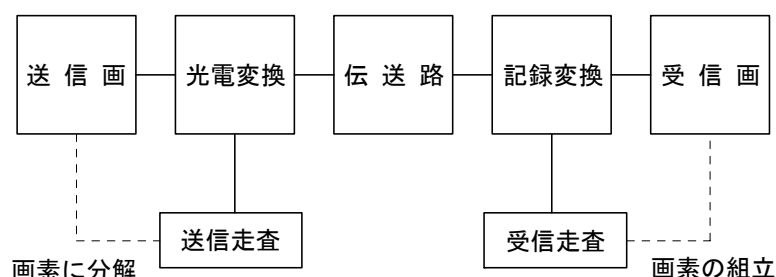 送信画 光電変換 伝送路 記録変換 受信画
送信走査 受信走査
画素に分解 画素の組立